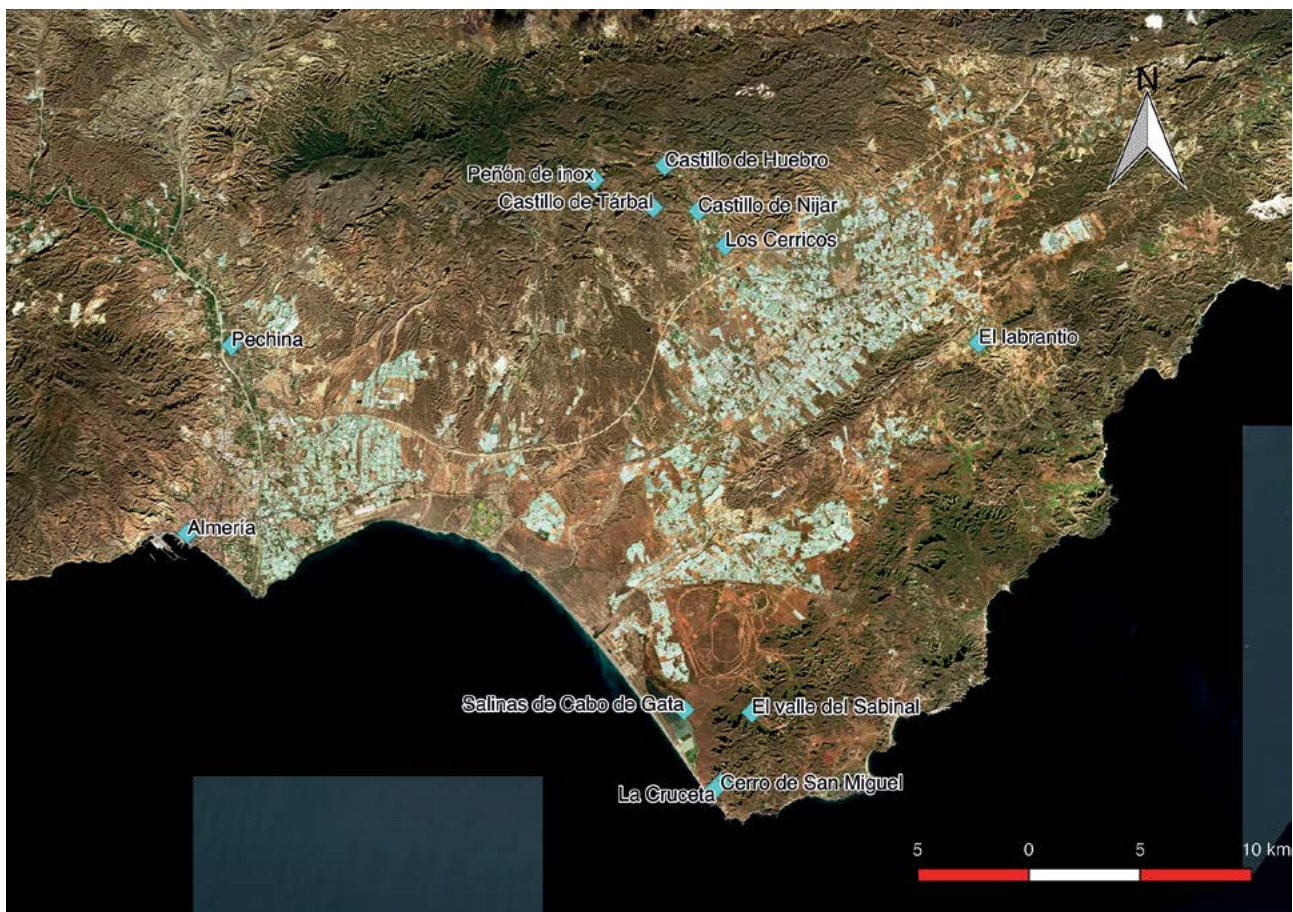 N
Castillo de Huebro
Peñón de inox
Castillo de Tárbal
Castillo de Nijar
Los Cerricos
Pechina
El labrantio
Almería
Salinas de Cabo de Gata
El valle del Sabinal
Cerro de San Miguel
La Cruceta
5 0 5 10 km